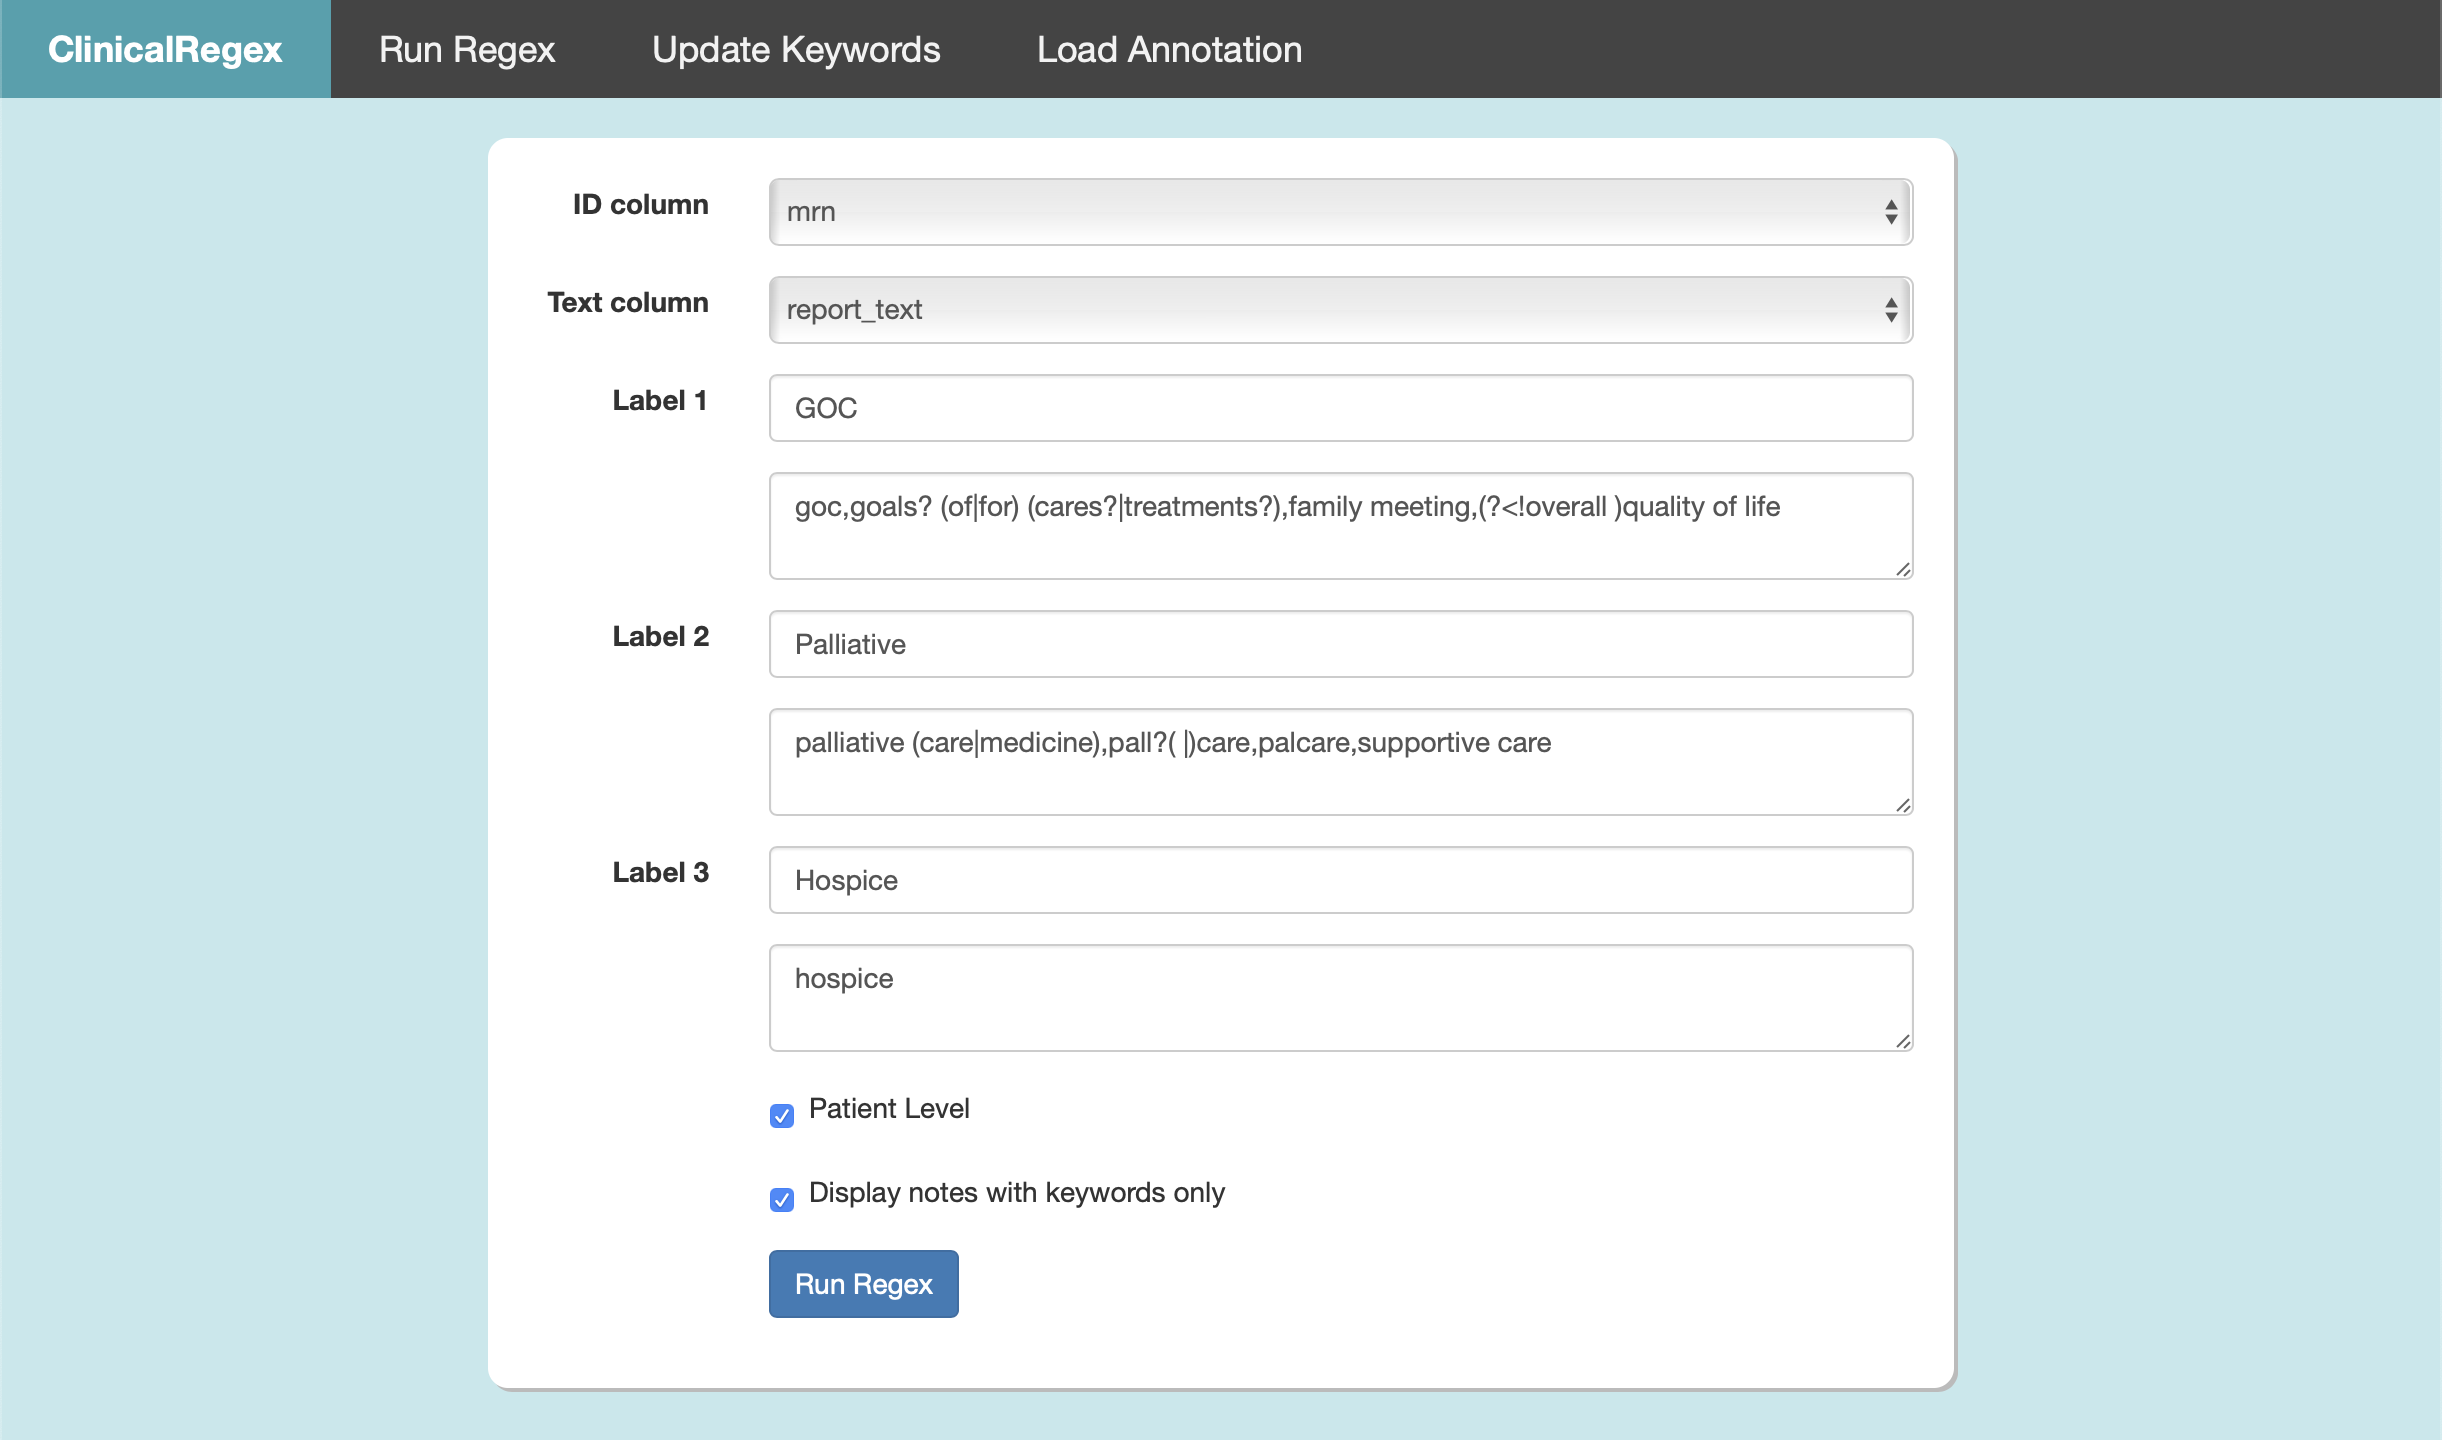 ClinicalRegex Run Regex Update Keywords Load Annotation
ID column mrn
Text column report_text
Label 1 GOC
goc,goals? (of|for) (cares?|treatments?),family meeting,(?<!overall )quality of life
Label 2 Palliative
palliative (care|medicine),pall?( |)care,palcare,supportive care
Label 3 Hospice
hospice
Patient Level
Display notes with keywords only
Run Regex